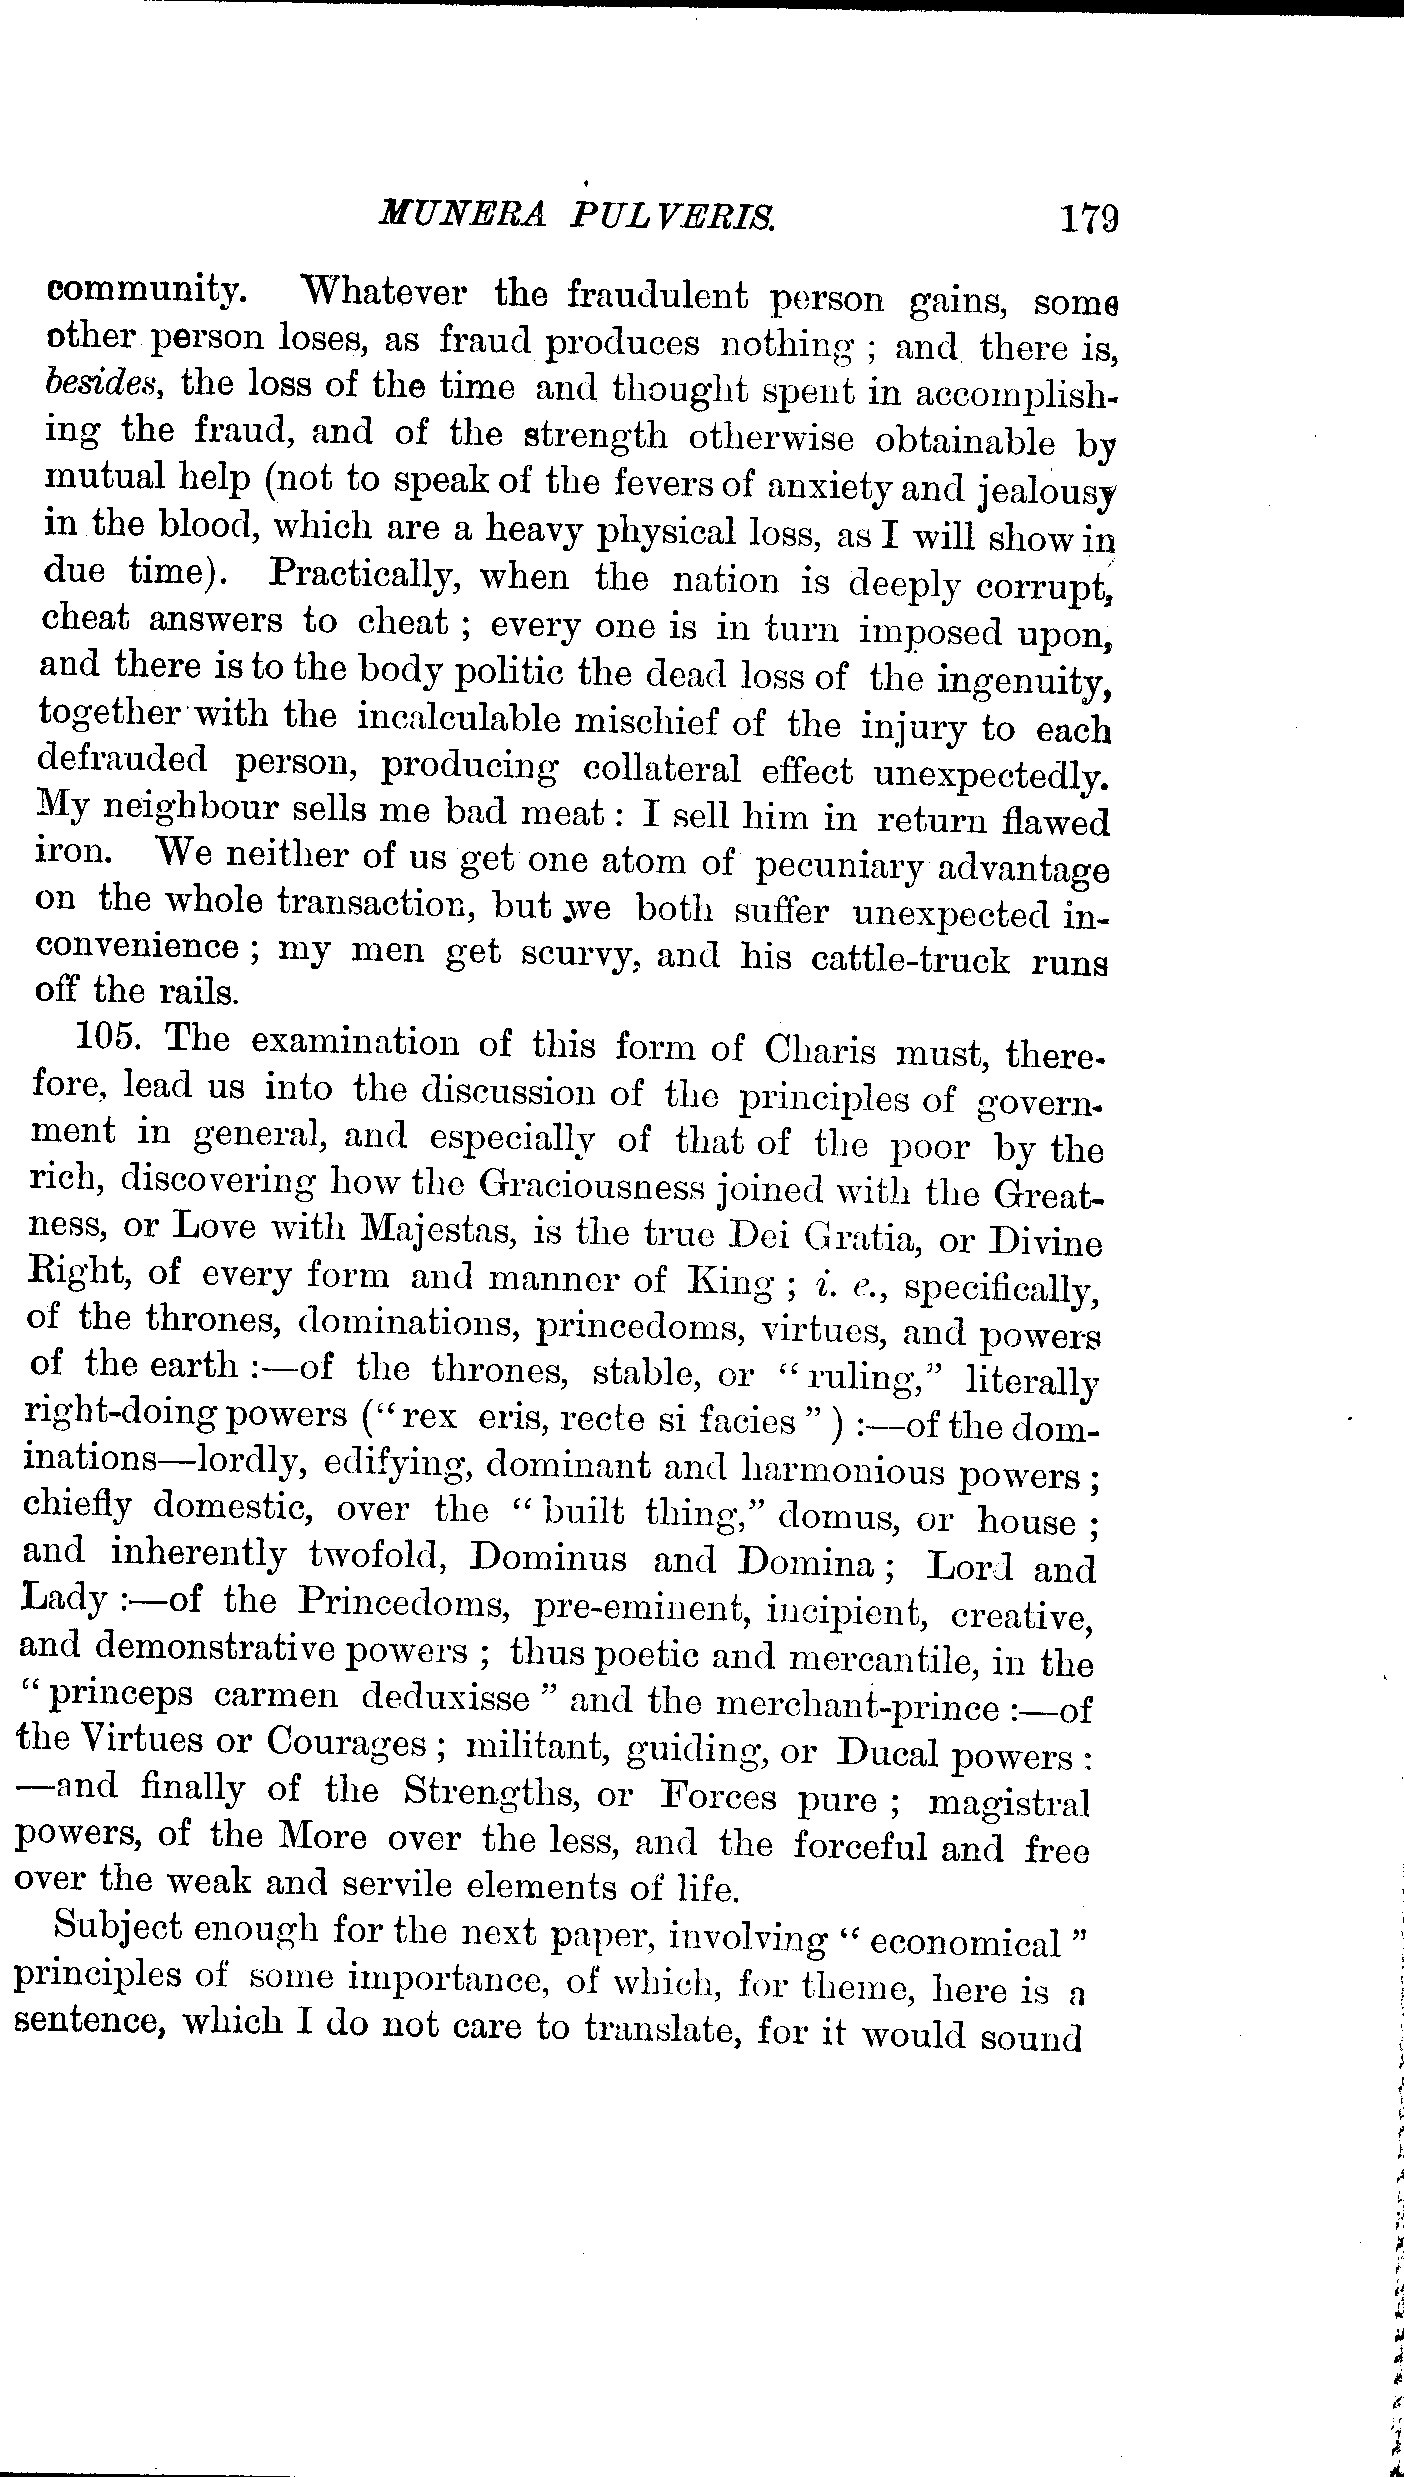 MUNERA PULVERIS. 179
community. Whatever the fraudulent person gains, some
other person loses, as fraud produces nothing ; and there is,
besides, the loss of the time and thought spent in accomplish-
ing the fraud, and of the strength otherwise obtainable by
mutual help (not to speak of the fevers of anxiety and jealousy
in the blood, which are a heavy physical loss, as I will show in
due time). Practically, when the nation is deeply corrupt,
cheat answers to cheat ; every one is in turn imposed upon,
and there is to the body politic the dead loss of the ingenuity,
together with the incalculable mischief of the injury to each
defrauded person, producing collateral effect unexpectedly.
My neighbour sells me bad meat : I sell him in return flawed
iron. We neither of us get one atom of pecuniary advantage
on the whole transaction, but we both suffer unexpected in-
convenience ; my men get scurvy, and his cattle-truck runs
off the rails.
105. The examination of this form of Charis must, there-
fore, lead us into the discussion of the principles of govern-
ment in general, and especially of that of the poor by the
rich, discovering how the Graciousness joined with the Great-
ness, or Love with Majestas, is the true Dei Gratia, or Divine
Right, of every form and manner of King ; i. e., specifically,
of the thrones, dominations, princedoms, virtues, and powers
of the earth :—of the thrones, stable, or “ ruling,” literally
right-doing powers (“ rex eris, recte si facies ” ) :—of the dom-
inations—lordly, edifying, dominant and harmonious powers ;
chiefly domestic, over the “ built thing,” domus, or house ;
and inherently twofold, Dominus and Domina ; Lord and
Lady :—of the Princedoms, pre-eminent, incipient, creative,
and demonstrative powers ; thus poetic and mercantile, in the
“ princeps carmen deduxisse ” and the merchant-prince :—of
the Virtues or Courages ; militant, guiding, or Ducal powers :
—and finally of the Strengths, or Forces pure ; magistral
powers, of the More over the less, and the forceful and free
over the weak and servile elements of life.
Subject enough for the next paper, involving “ economical ”
principles of some importance, of which, for theme, here is a
sentence, which I do not care to translate, for it would sound